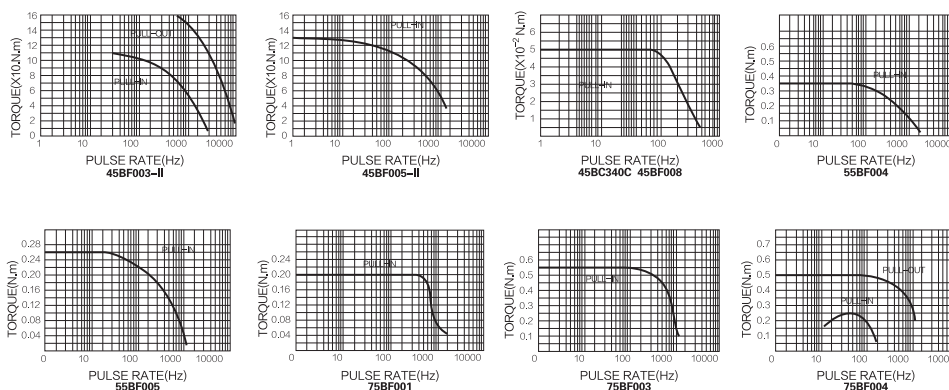 16
14
12
10
8
6
4
2
0
TORQUE(X10.N.m)
PULL-OUT
PULL-IN
1 10 100 1000 10000
PULSE RATE(Hz)
45BF003-II
16
14
12
10
8
6
4
2
0
TORQUE(X10.N.m)
PULL-IN
1 10 100 1000 10000
PULSE RATE(Hz)
45BF005-II
7
6
5
4
3
2
1
TORQUE(X10⁻² N.m)
PULL-IN
1 10 100 1000
PULSE RATE(Hz)
45BC340C 45BF008
0.6
0.5
0.4
0.3
0.1
TORQUE(N.m)
PULL-IN
0 10 100 1000 10000
PULSE RATE(Hz)
55BF004
0.28
0.24
0.20
0.16
0.12
0.08
0.04
TORQUE(N.m)
PULL-IN
0 10 100 1000 10000
PULSE RATE(Hz)
55BF005
0.28
0.24
0.20
0.16
0.12
0.08
0.04
TORQUE(N.m)
PULL-IN
0 10 100 1000 10000
PULSE RATE(Hz)
75BF001
0.6
0.5
0.4
0.3
0.2
0.1
TORQUE(N.m)
PULL-IN
0 10 100 1000 10000
PULSE RATE(Hz)
75BF003
0.7
0.5
0.4
0.3
0.2
0.1
TORQUE(N.m)
PULL-OUT
PULL-IN
0 10 100 1000 10000
PULSE RATE(Hz)
75BF004